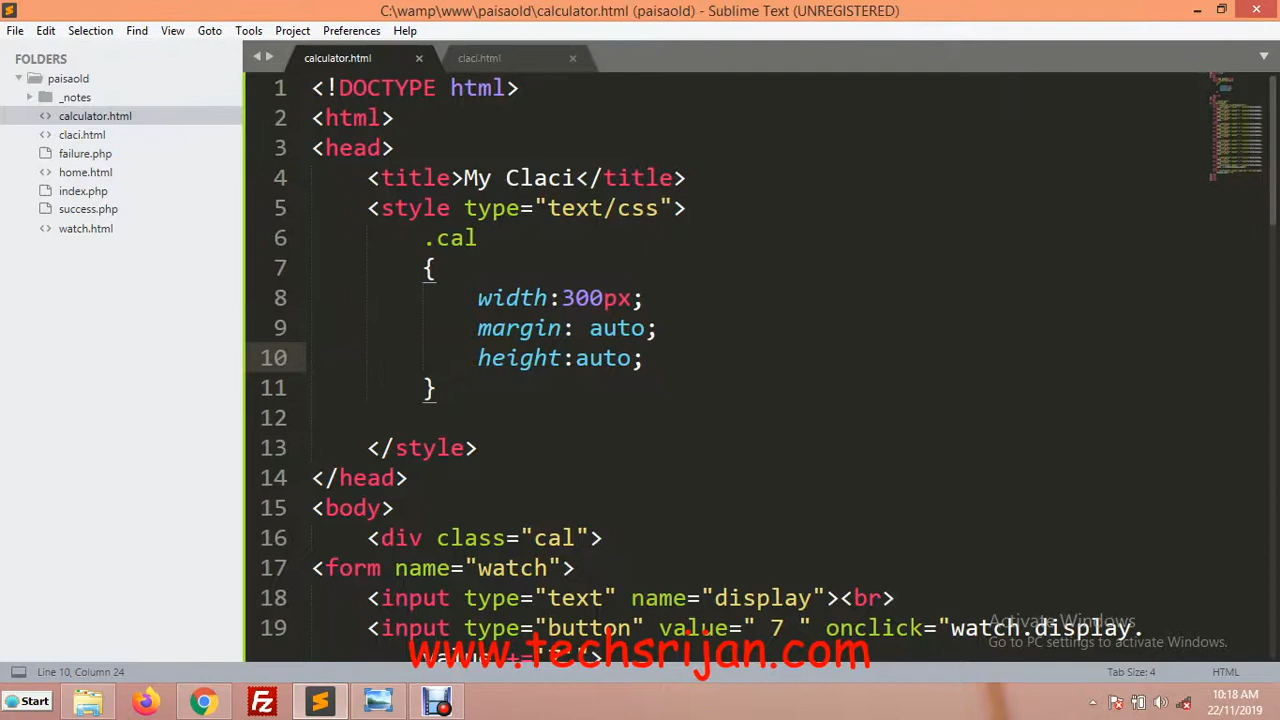 C:\wamp\www\paisaold\calculator.html (paisaold) - Sublime Text (UNREGISTERED)
File Edit Selection Find View Goto Tools Project Preferences Help
FOLDERS
paisaold
_notes
calculator.html
claci.html
failure.php
home.html
index.php
success.php
watch.html
calculator.html claci.html
1 <!DOCTYPE html>
2 <html>
3 <head>
4 <title>My Claci</title>
5 <style type="text/css">
6 .cal
7 {
8 width:300px;
9 margin: auto;
10 height:auto;
11 }
12
13 </style>
14 </head>
15 <body>
16 <div class="cal">
17 <form name="watch">
18 <input type="text" name="display"><br>
19 <input type="button" value=" 7 " onclick="watch.display.
Activate Windows
Go to PC settings to activate Windows.
www.techsrijan.com
Line 10, Column 24
Tab Size: 4
HTML
Start
10:18 AM
22/11/2019